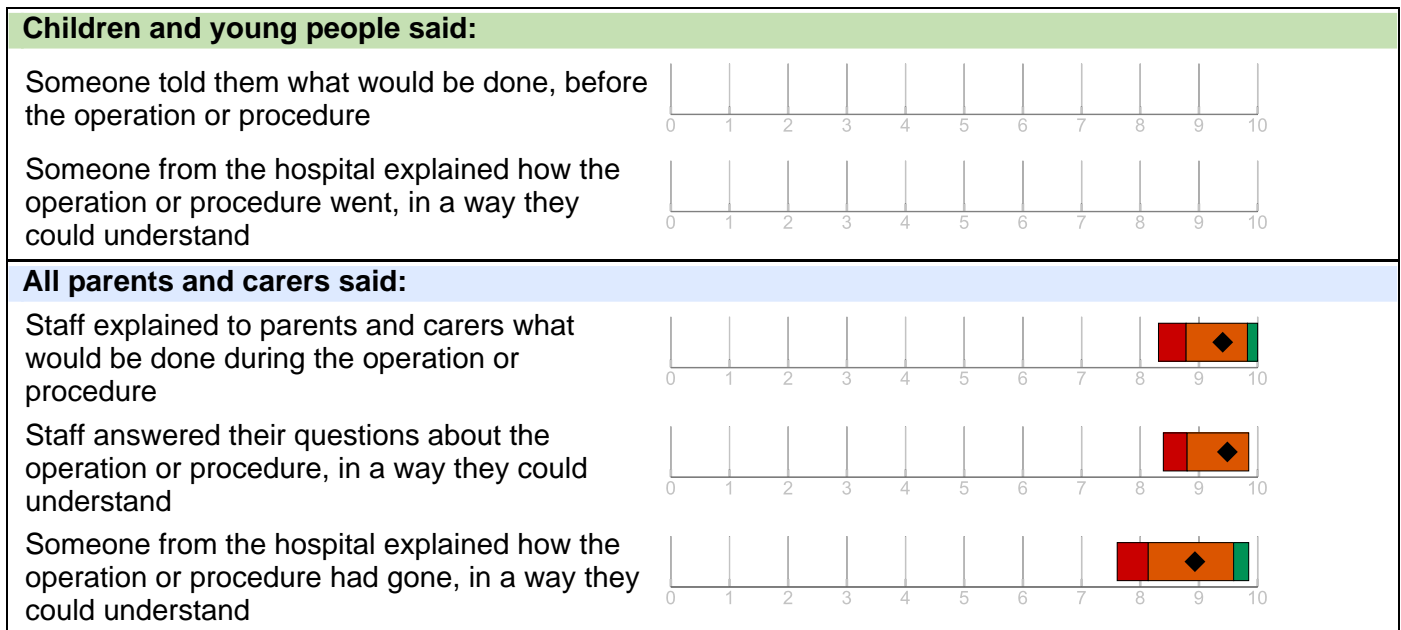 Children and young people said:
Someone told them what would be done, before
the operation or procedure
0 1 2 3 4 5 6 7 8 9 10
Someone from the hospital explained how the
operation or procedure went, in a way they
could understand
0 1 2 3 4 5 6 7 8 9 10
All parents and carers said:
Staff explained to parents and carers what
would be done during the operation or
procedure
0 1 2 3 4 5 6 7 8 9 10
Staff answered their questions about the
operation or procedure, in a way they could
understand
0 1 2 3 4 5 6 7 8 9 10
Someone from the hospital explained how the
operation or procedure had gone, in a way they
could understand
0 1 2 3 4 5 6 7 8 9 10